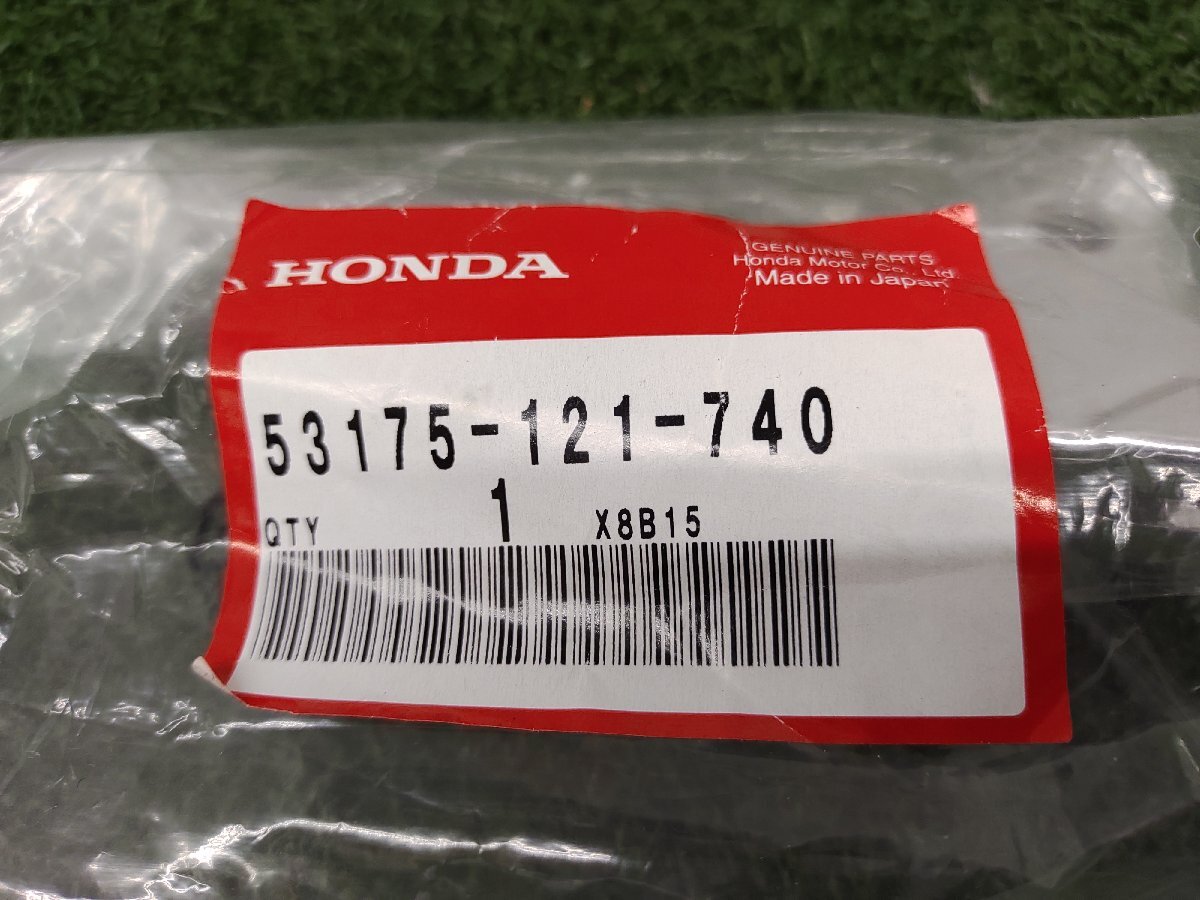 HONDA
GENUINE PARTS
Honda Motor Co., Ltd.
Made in Japan
53175-121-740
QTY 1 X8B15